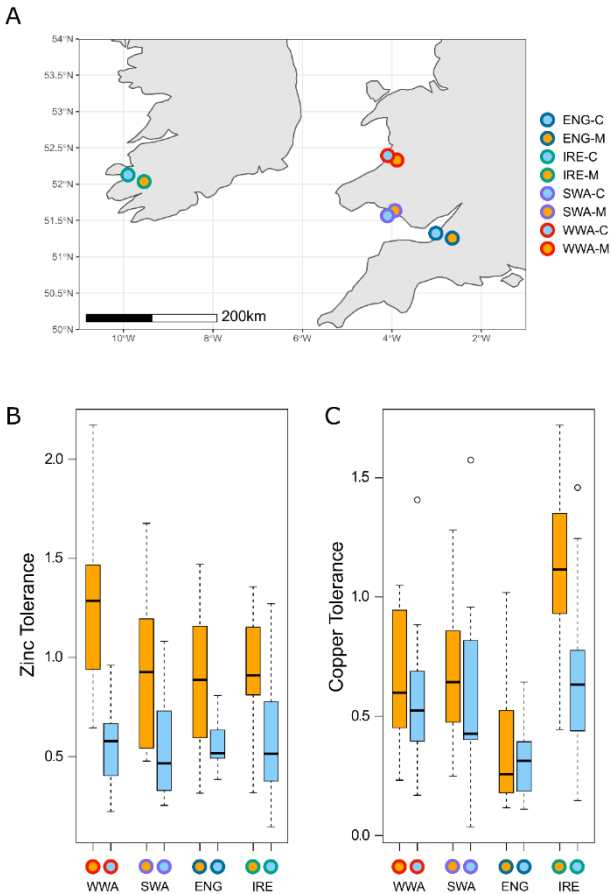 A
54°N
53.5°N
53°N
52.5°N
52°N
51.5°N
51°N
50.5°N
50°N
200km
10°W
8°W
6°W
4°W
2°W
ENG-C
ENG-M
IRE-C
IRE-M
SWA-C
SWA-M
WWA-C
WWA-M
B
Zinc Tolerance
2.0
1.5
1.0
0.5
WWA
SWA
ENG
IRE
C
Copper Tolerance
1.5
1.0
0.5
0.0
WWA
SWA
ENG
IRE